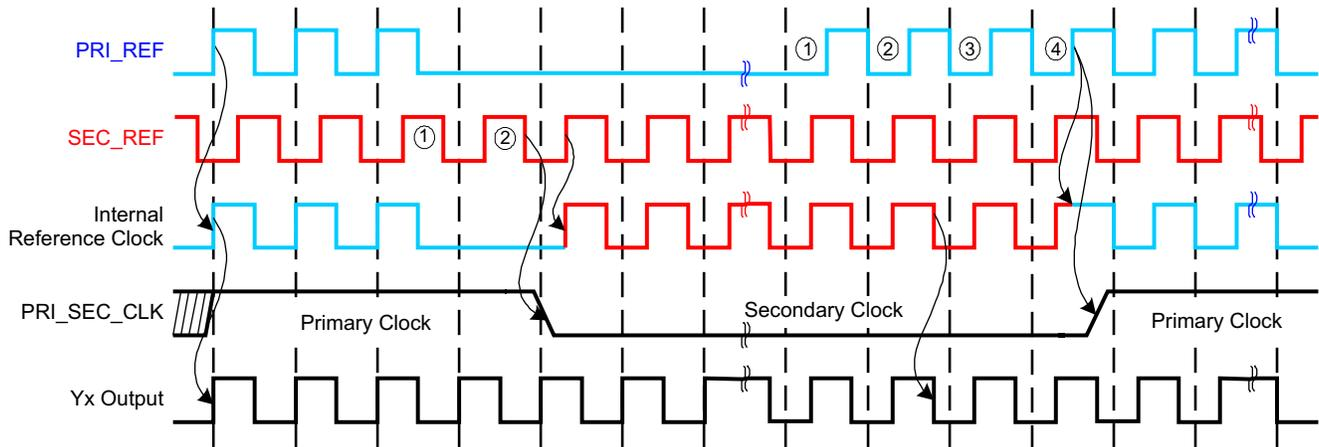 PRI_REF
① ② ③ ④
SEC_REF
① ②
Internal
Reference Clock
PRI_SEC_CLK
Primary Clock
Secondary Clock
Primary Clock
Yx Output